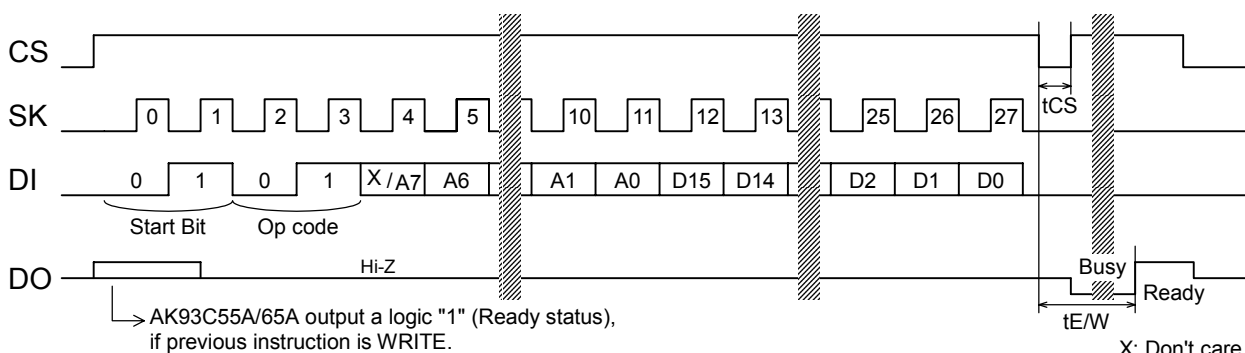 CS
tCS
SK 0 1 2 3 4 5 10 11 12 13 25 26 27
DI 0 1 0 1 X/A7 A6 A1 A0 D15 D14 D2 D1 D0
Start Bit Op code
DO Hi-Z Busy Ready
tE/W
AK93C55A/65A output a logic "1" (Ready status),
if previous instruction is WRITE.
X: Don't care